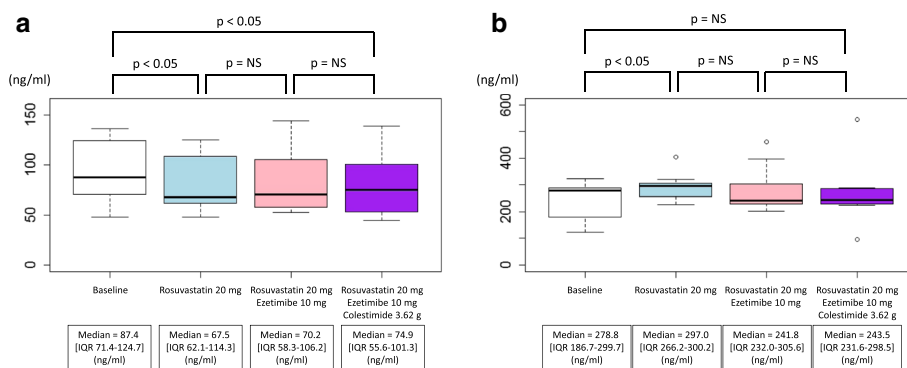 a
p < 0.05
p < 0.05
p = NS
p = NS
(ng/ml)
150
100
50
0
Baseline
Rosuvastatin 20 mg
Rosuvastatin 20 mg
Ezetimibe 10 mg
Rosuvastatin 20 mg
Ezetimibe 10 mg
Colestimide 3.62 g
Median = 87.4
[IQR 71.4-124.7]
(ng/ml)
Median = 67.5
[IQR 62.1-114.3]
(ng/ml)
Median = 70.2
[IQR 58.3-106.2]
(ng/ml)
Median = 74.9
[IQR 55.6-101.3]
(ng/ml)
b
p = NS
p < 0.05
p = NS
p = NS
(ng/ml)
600
400
200
0
Baseline
Rosuvastatin 20 mg
Rosuvastatin 20 mg
Ezetimibe 10 mg
Rosuvastatin 20 mg
Ezetimibe 10 mg
Colestimide 3.62 g
Median = 278.8
[IQR 186.7-299.7]
(ng/ml)
Median = 297.0
[IQR 266.2-300.2]
(ng/ml)
Median = 241.8
[IQR 232.0-305.6]
(ng/ml)
Median = 243.5
[IQR 231.6-298.5]
(ng/ml)